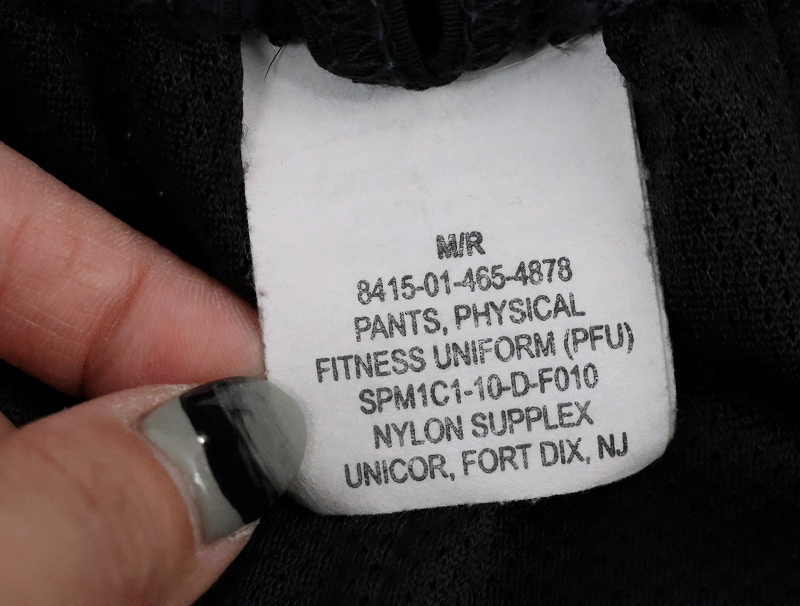 M/R
8415-01-465-4878
PANTS, PHYSICAL
FITNESS UNIFORM (PFU)
SPM1C1-10-D-F010
NYLON SUPPLEX
UNICOR, FORT DIX, NJ